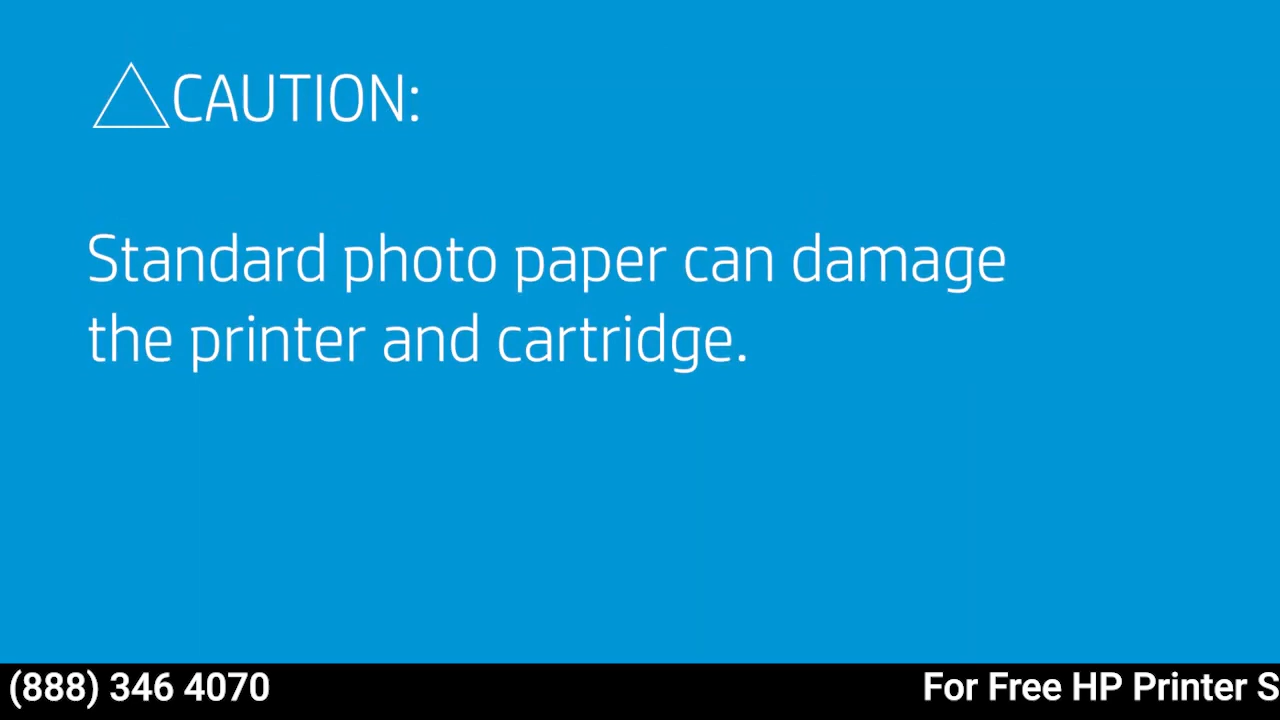 CAUTION:
Standard photo paper can damage
the printer and cartridge.
(888) 346 4070 For Free HP Printer S